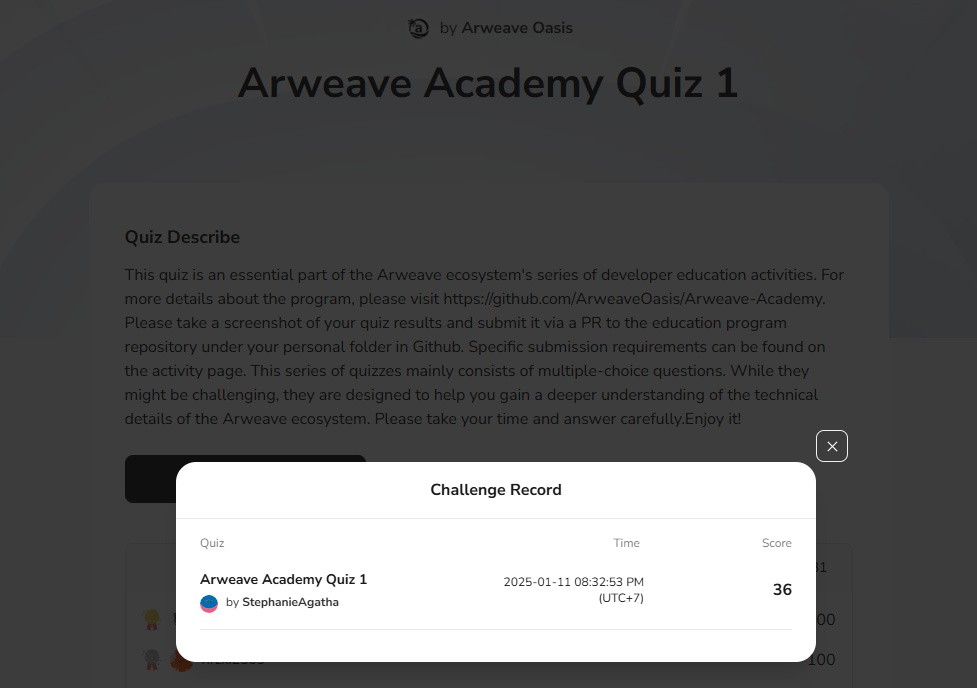 by Arweave Oasis
Arweave Academy Quiz 1
Quiz Describe
This quiz is an essential part of the Arweave ecosystem's series of developer education activities. For
more details about the program, please visit https://github.com/ArweaveOasis/Arweave-Academy.
Please take a screenshot of your quiz results and submit it via a PR to the education program
repository under your personal folder in Github. Specific submission requirements can be found on
the activity page. This series of quizzes mainly consists of multiple-choice questions. While they
might be challenging, they are designed to help you gain a deeper understanding of the technical
details of the Arweave ecosystem. Please take your time and answer carefully.Enjoy it!
Challenge Record
Quiz Time Score
Arweave Academy Quiz 1
by StephanieAgatha
2025-01-11 08:32:53 PM
(UTC+7)
36
100